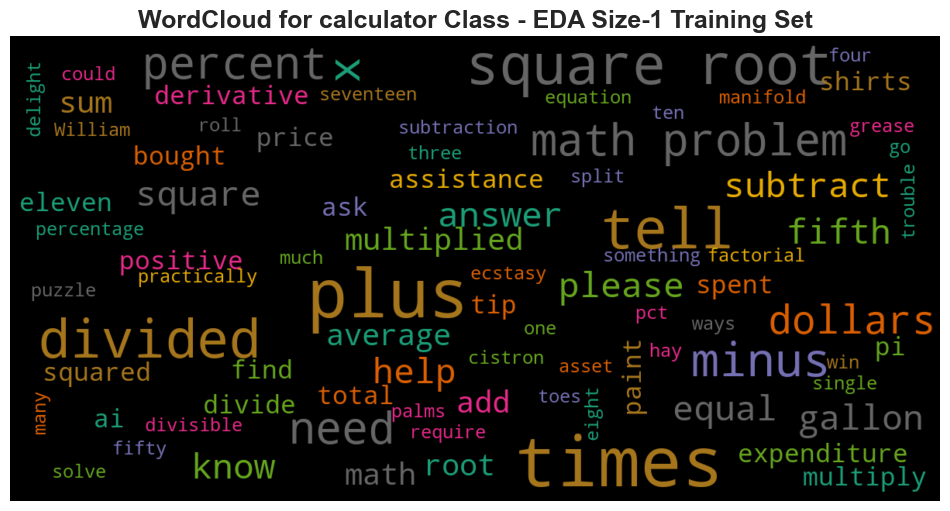 WordCloud for calculator Class - EDA Size-1 Training Set
percent x square root four
delight could sum derivative seventeen equation manifold shirts
William roll price subtraction ten math problem grease
bought three go
eleven square assistance split subtract trouble
percentage ask answer tell fifth
positive multiplied something factorial
practically much ecstasy please spent
puzzle plus tip pct dollars
divided average one ways minus pi
squared find help cistron asset paint hay win single
many ai divide total palms add toes eight equal gallon
divisible need require
fifty times expenditure
solve know math root multiply